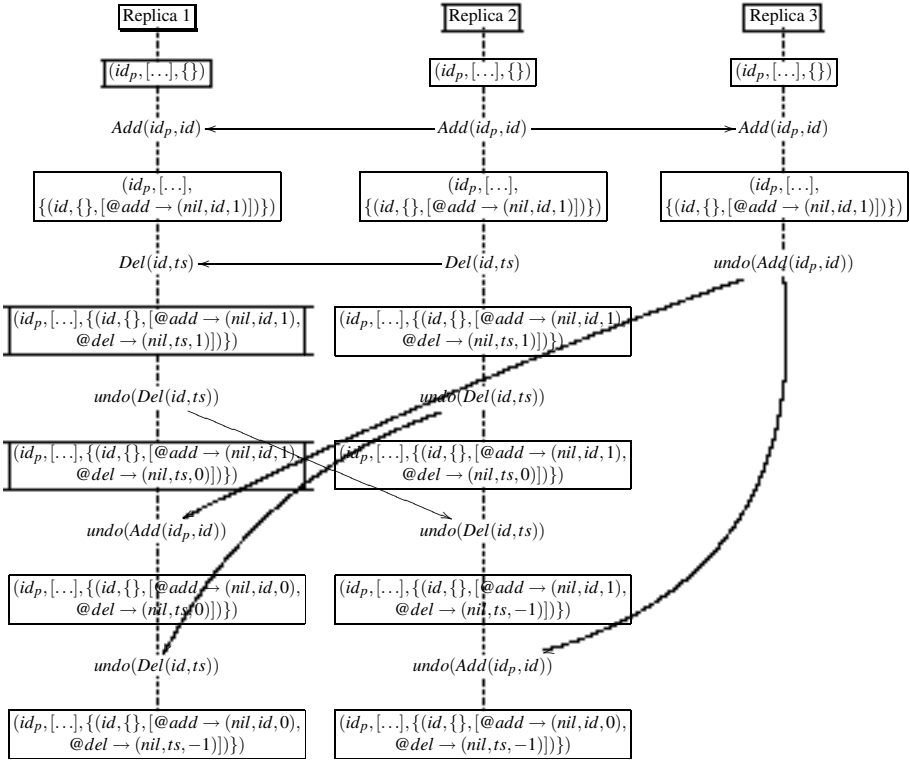 Replica 1 Replica 2 Replica 3
(id_p,[…],{}) (id_p,[…],{}) (id_p,[…],{})
Add(id_p,id) Add(id_p,id) Add(id_p,id)
(id_p,[…], (id_p,[…], (id_p,[…],
{(id,{},[@add→(nil,id,1)])}) {(id,{},[@add→(nil,id,1)])}) {(id,{},[@add→(nil,id,1)])})
Del(id,ts) Del(id,ts) undo(Add(id_p,id))
(id_p,[…],{(id,{},[@add→(nil,id,1), (id_p,[…],{(id,{},[@add→(nil,id,1),
@del→(nil,ts,1)])}) @del→(nil,ts,1)])})
undo(Del(id,ts)) undo(Del(id,ts))
(id_p,[…],{(id,{},[@add→(nil,id,1), (id_p,[…],{(id,{},[@add→(nil,id,1),
@del→(nil,ts,0)])}) @del→(nil,ts,0)])})
undo(Add(id_p,id)) undo(Del(id,ts))
(id_p,[…],{(id,{},[@add→(nil,id,0), (id_p,[…],{(id,{},[@add→(nil,id,1),
@del→(nil,ts,0)])}) @del→(nil,ts,−1)])})
undo(Del(id,ts)) undo(Add(id_p,id))
(id_p,[…],{(id,{},[@add→(nil,id,0), (id_p,[…],{(id,{},[@add→(nil,id,0),
@del→(nil,ts,−1)])}) @del→(nil,ts,−1)])})